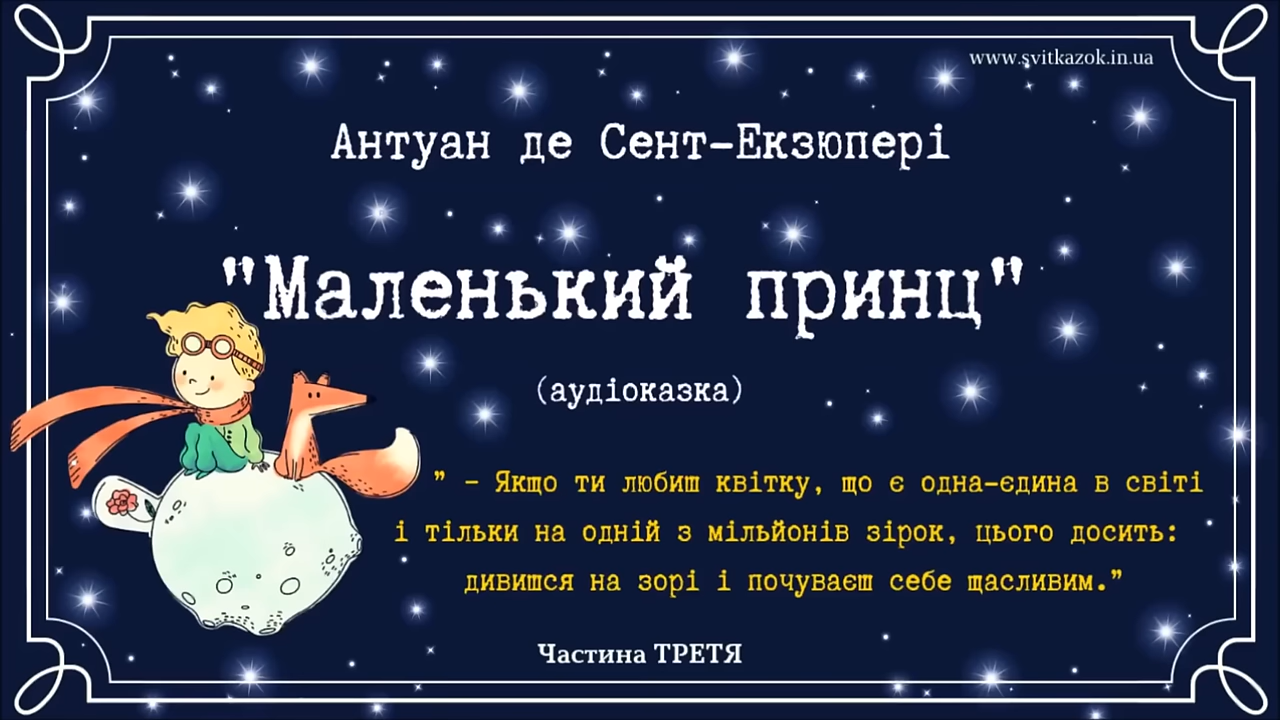 www.svitkazok.in.ua
Антуан де Сент-Екзюпері
"Маленький принц"
(аудіоказка)
" - Якщо ти любиш квітку, що є одна-єдина в світі
і тільки на одній з мільйонів зірок, цього досить:
дивишся на зорі і почуваєш себе щасливим."
Частина ТРЕТЯ